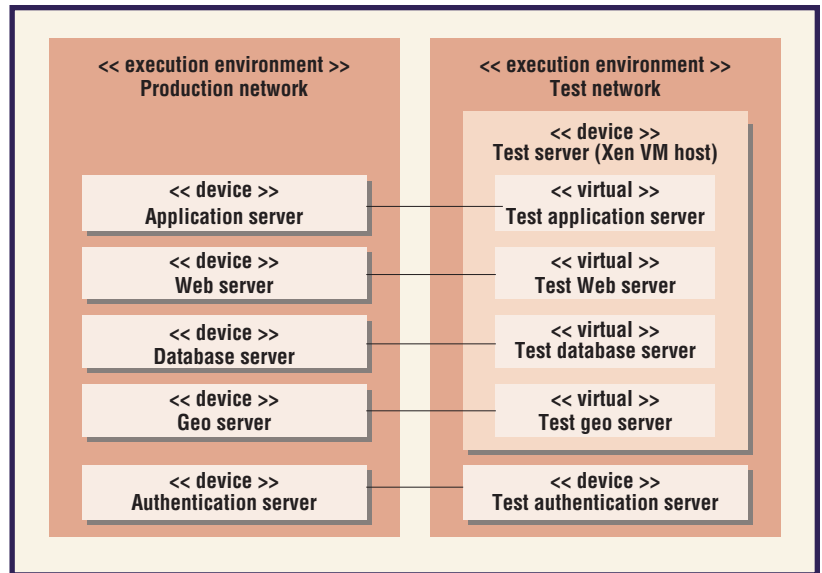 << execution environment >>
Production network
<< device >>
Application server
<< device >>
Web server
<< device >>
Database server
<< device >>
Geo server
<< device >>
Authentication server
<< execution environment >>
Test network
<< device >>
Test server (Xen VM host)
<< virtual >>
Test application server
<< virtual >>
Test Web server
<< virtual >>
Test database server
<< virtual >>
Test geo server
<< device >>
Test authentication server